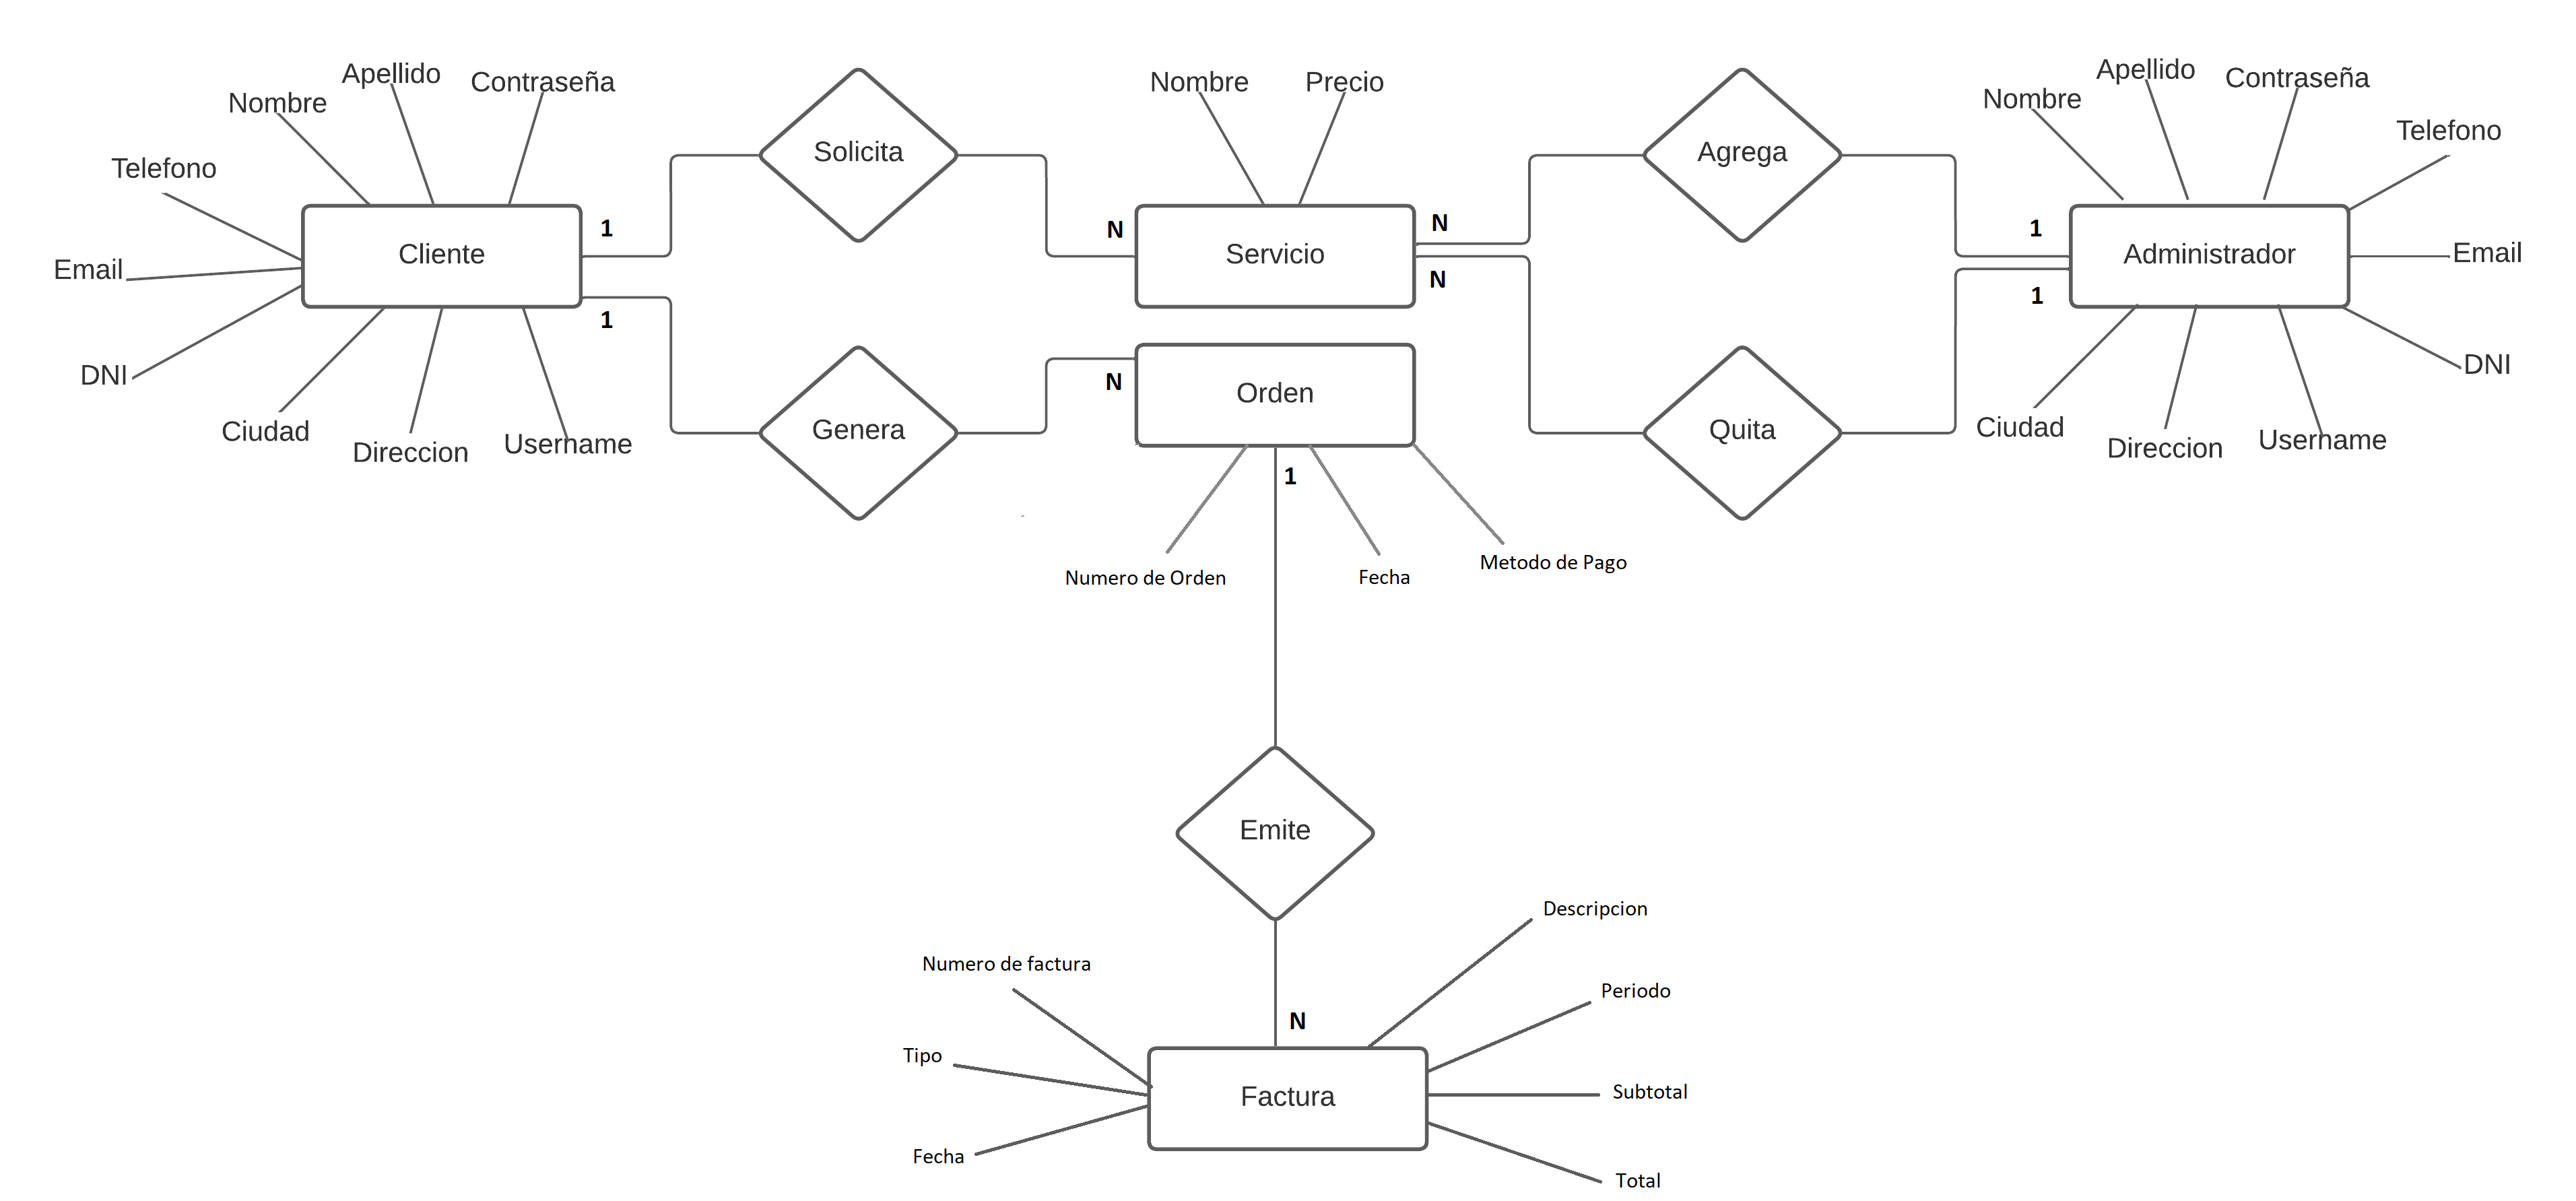 Apellido
Contraseña
Nombre
Telefono
Email
DNI
Ciudad
Direccion
Username
Cliente
1
1
Solicita
Genera
N
N
Nombre
Precio
Servicio
N
N
Orden
1
Numero de Orden
Fecha
Metodo de Pago
Agrega
Quita
1
1
Nombre
Apellido
Contraseña
Telefono
Email
DNI
Ciudad
Direccion
Username
Administrador
Emite
N
Factura
Numero de factura
Tipo
Fecha
Descripcion
Periodo
Subtotal
Total